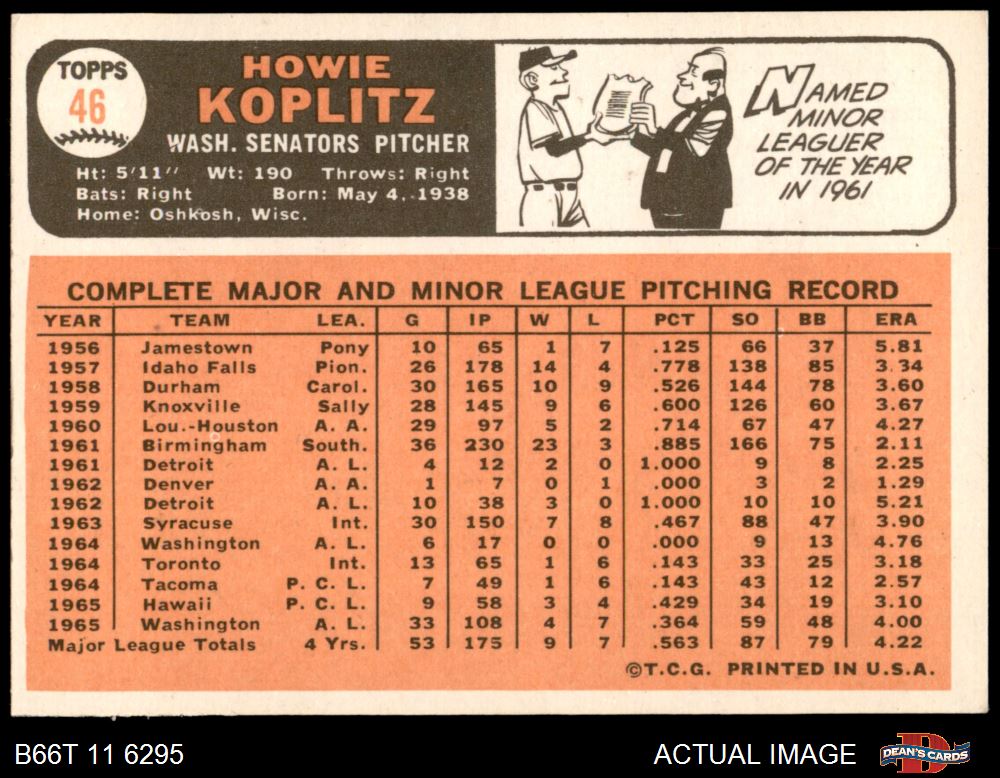 TOPPS
46
HOWIE
KOPLITZ
WASH. SENATORS PITCHER
Ht: 5'11" Wt: 190 Throws: Right
Bats: Right Born: May 4, 1938
Home: Oshkosh, Wisc.
NAMED
MINOR
LEAGUER
OF THE YEAR
IN 1961
COMPLETE MAJOR AND MINOR LEAGUE PITCHING RECORD
YEAR TEAM LEA. G IP W L PCT SO BB ERA
1956 Jamestown Pony 10 65 1 7 .125 66 37 5.81
1957 Idaho Falls Pion. 26 178 14 4 .778 138 85 3.34
1958 Durham Carol. 30 165 10 9 .526 144 78 3.60
1959 Knoxville Sally 28 145 9 6 .600 126 60 3.67
1960 Lou.-Houston A. A. 29 97 5 2 .714 67 47 4.27
1961 Birmingham South. 36 230 23 3 .885 166 75 2.11
1961 Detroit A. L. 4 12 2 0 1.000 9 8 2.25
1962 Denver A. A. 1 7 0 1 .000 3 2 1.29
1962 Detroit A. L. 10 38 3 0 1.000 10 10 5.21
1963 Syracuse Int. 30 150 7 8 .467 88 47 3.90
1964 Washington A. L. 6 17 0 0 .000 9 13 4.76
1964 Toronto Int. 13 65 1 6 .143 33 25 3.18
1964 Tacoma P. C. L. 7 49 1 6 .143 43 12 2.57
1965 Hawaii P. C. L. 9 58 3 4 .429 34 19 3.10
1965 Washington A. L. 33 108 4 7 .364 59 48 4.00
Major League Totals 4 Yrs. 53 175 9 7 .563 87 79 4.22
©T.C.G. PRINTED IN U.S.A.
B66T 11 6295
ACTUAL IMAGE
DEAN'S CARDS